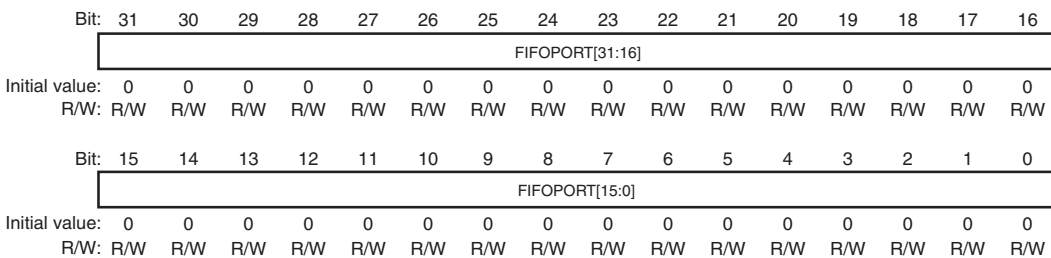 Bit: 31 30 29 28 27 26 25 24 23 22 21 20 19 18 17 16
FIFOPORT[31:16]
Initial value: 0 0 0 0 0 0 0 0 0 0 0 0 0 0 0 0
R/W: R/W R/W R/W R/W R/W R/W R/W R/W R/W R/W R/W R/W R/W R/W R/W R/W
Bit: 15 14 13 12 11 10 9 8 7 6 5 4 3 2 1 0
FIFOPORT[15:0]
Initial value: 0 0 0 0 0 0 0 0 0 0 0 0 0 0 0 0
R/W: R/W R/W R/W R/W R/W R/W R/W R/W R/W R/W R/W R/W R/W R/W R/W R/W